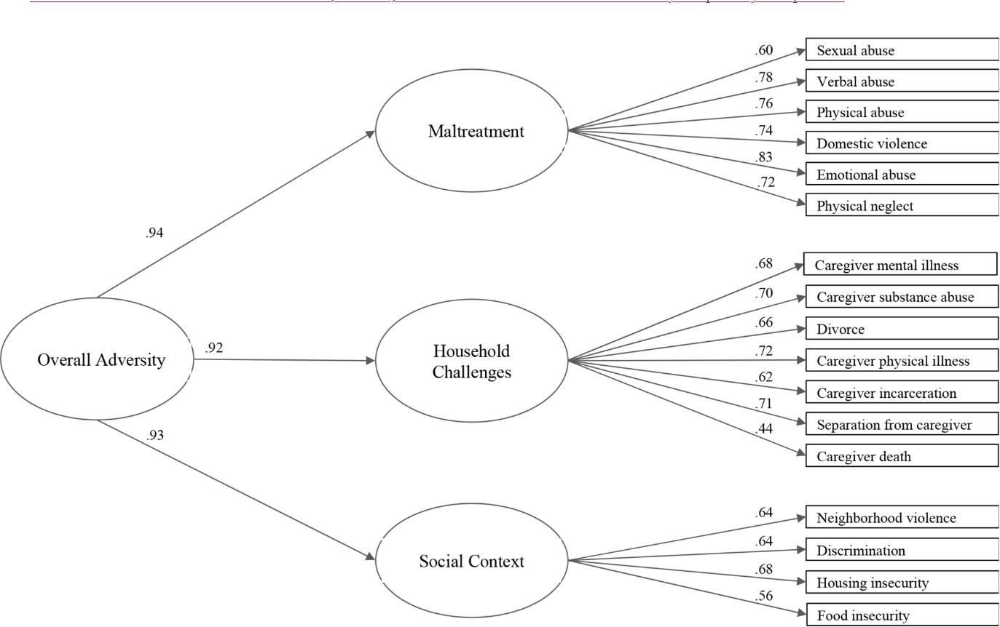 .60 Sexual abuse
.78 Verbal abuse
.76 Physical abuse
Maltreatment
.74 Domestic violence
.83 Emotional abuse
.72 Physical neglect
.94
.68 Caregiver mental illness
.70 Caregiver substance abuse
.66 Divorce
Overall Adversity
.92
Household
Challenges
.72 Caregiver physical illness
.62 Caregiver incarceration
.71 Separation from caregiver
.44 Caregiver death
.93
.64 Neighborhood violence
.64 Discrimination
Social Context
.68 Housing insecurity
.56 Food insecurity